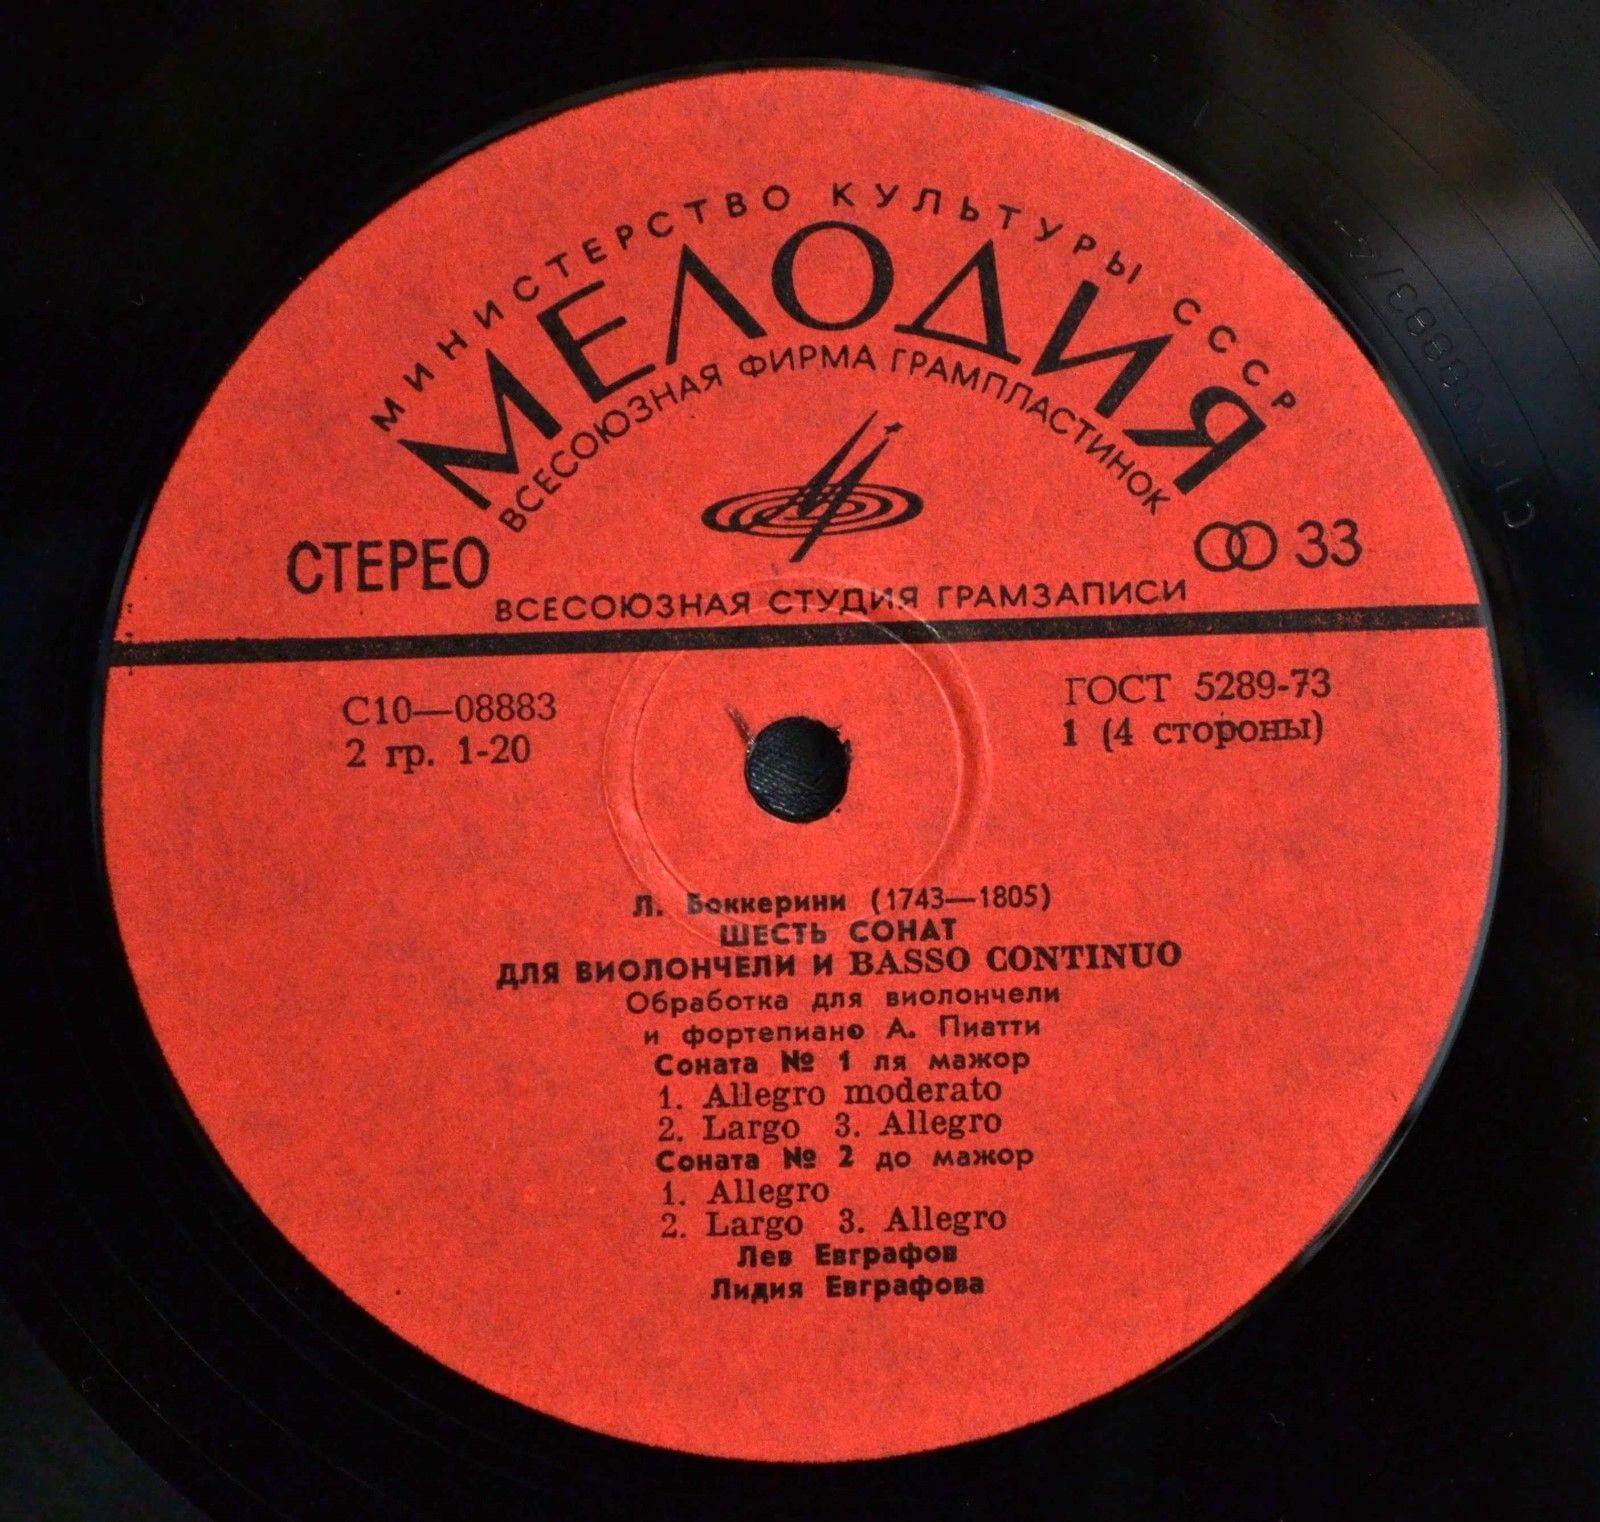 МИНИСТЕРСТВО КУЛЬТУРЫ СССР
МЕЛОДИЯ
ВСЕСОЮЗНАЯ ФИРМА ГРАМПЛАСТИНОК
СТЕРЕО
33
ВСЕСОЮЗНАЯ СТУДИЯ ГРАМЗАПИСИ
С10—08883
2 гр. 1-20
ГОСТ 5289-73
1 (4 стороны)
Л. Боккерини (1743—1805)
ШЕСТЬ СОНАТ
ДЛЯ ВИОЛОНЧЕЛИ И BASSO CONTINUO
Обработка для виолончели
и фортепиано А. Пиатти
Соната № 1 ля мажор
1. Allegro moderato
2. Largo 3. Allegro
Соната № 2 до мажор
1. Allegro
2. Largo 3. Allegro
Лев Евграфов
Лидия Евграфова